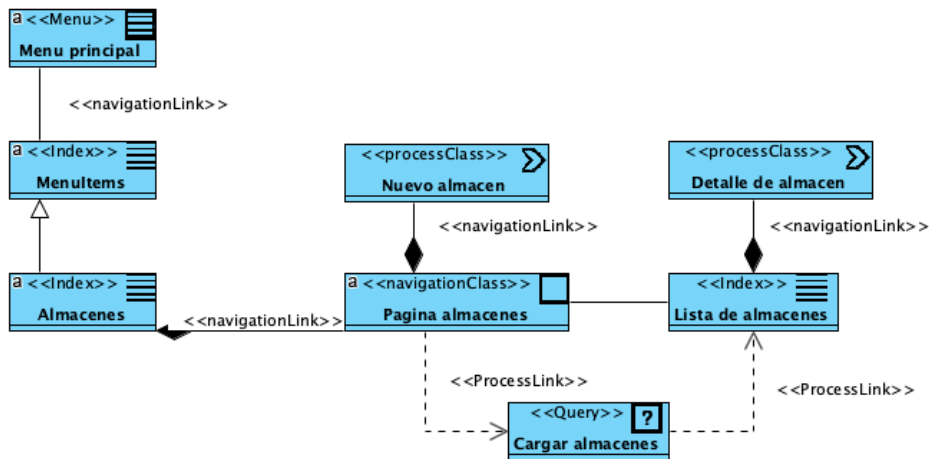 a <<Menu>>
Menu principal
<<navigationLink>>
a <<Index>>
MenuItems
<<processClass>>
Nuevo almacen
<<processClass>>
Detalle de almacen
<<navigationLink>>
<<navigationLink>>
a <<Index>>
Almacenes
<<navigationLink>>
a <<navigationClass>>
Pagina almacenes
<<Index>>
Lista de almacenes
<<ProcessLink>>
<<ProcessLink>>
<<Query>> ?
Cargar almacenes